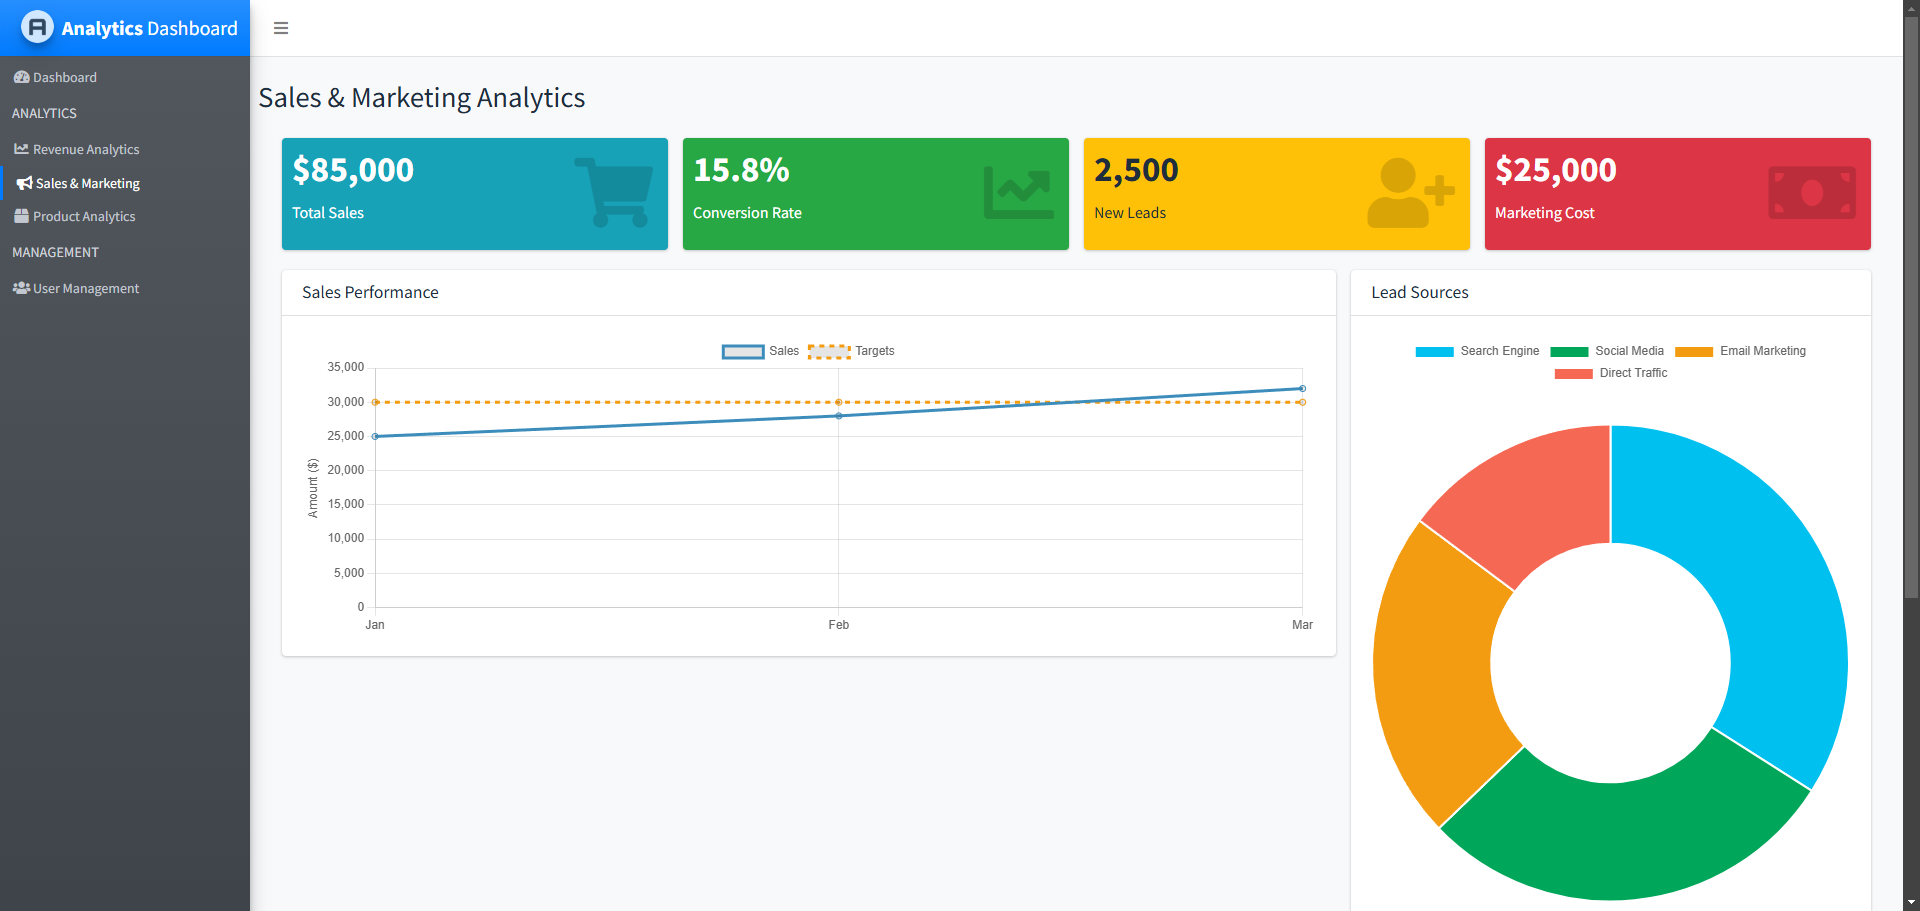 Analytics Dashboard
Dashboard
ANALYTICS
Revenue Analytics
Sales & Marketing
Product Analytics
MANAGEMENT
User Management
Sales & Marketing Analytics
$85,000
Total Sales
15.8%
Conversion Rate
2,500
New Leads
$25,000
Marketing Cost
Sales Performance
Sales Targets
35,000
30,000
25,000
20,000
15,000
10,000
5,000
0
Amount ($)
Jan Feb Mar
Lead Sources
Search Engine Social Media Email Marketing
Direct Traffic